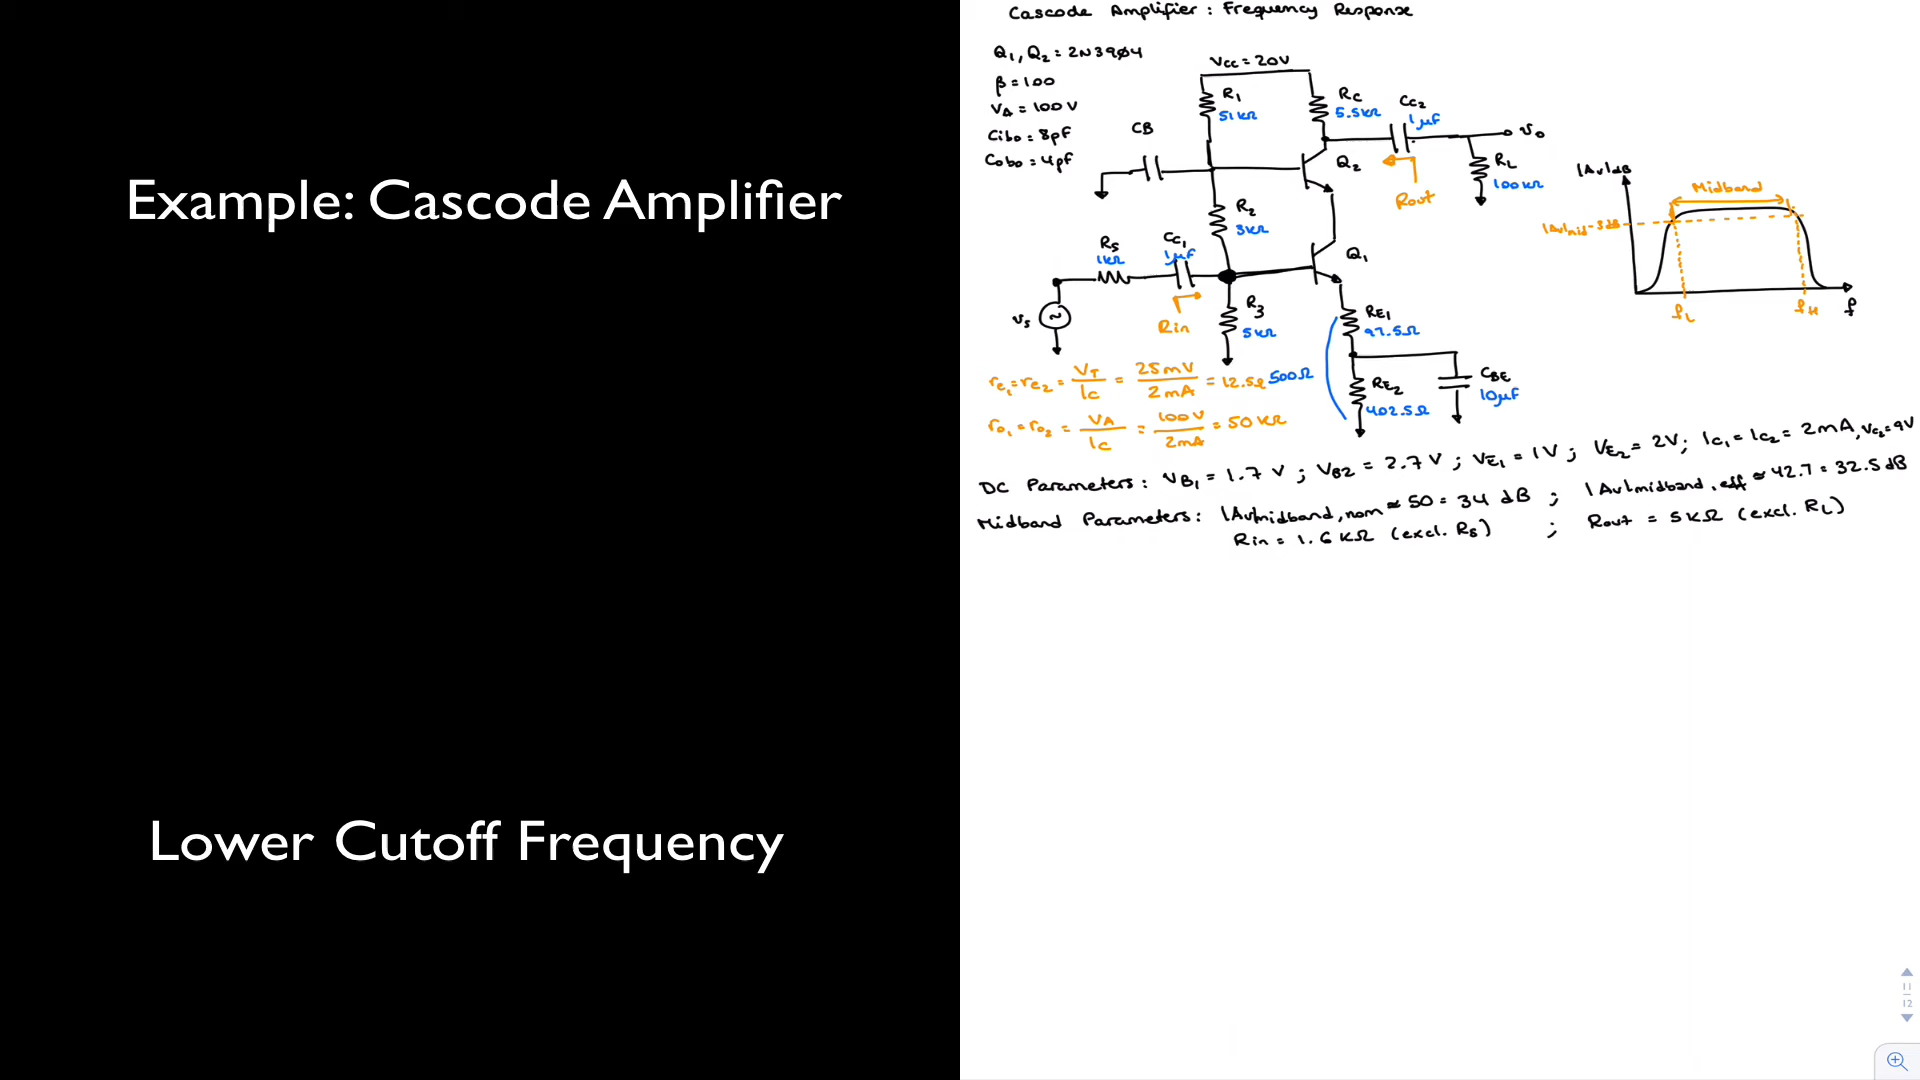 Example: Cascode Amplifier
Lower Cutoff Frequency
Cascode Amplifier : Frequency Response
Q1, Q2 = 2N3904
β = 100
VA = 100 V
Cibo = 8pf
Cobo = 4pf
VCC = 20V
R1
51kΩ
RC
5.5kΩ
CC2
1μf
vo
CB
Q2
RL
100kΩ
Rout
R2
3kΩ
RS
1kΩ
CC1
1μf
Q1
vs
Rin
R3
5kΩ
RE1
97.5Ω
RE2
402.5Ω
CBE
10μf
500Ω
|Av|dB
Midband
|Av|mid-3dB
fL
fH
f
re1 = re2 = VT / IC = 25mV / 2mA = 12.5Ω
ro1 = ro2 = VA / IC = 100V / 2mA = 50 kΩ
DC Parameters : VB1 = 1.7 V ; VB2 = 2.7 V ; VE1 = 1V ; VE2 = 2V ; IC1 = IC2 = 2mA, VC2 = 9V
Midband Parameters : |Av|midband, nom ≈ 50 = 34 dB ; |Av|midband, eff ≈ 42.7 = 32.5 dB
Rin = 1.6 kΩ (excl. RS) ; Rout = 5kΩ (excl. RL)
11
12